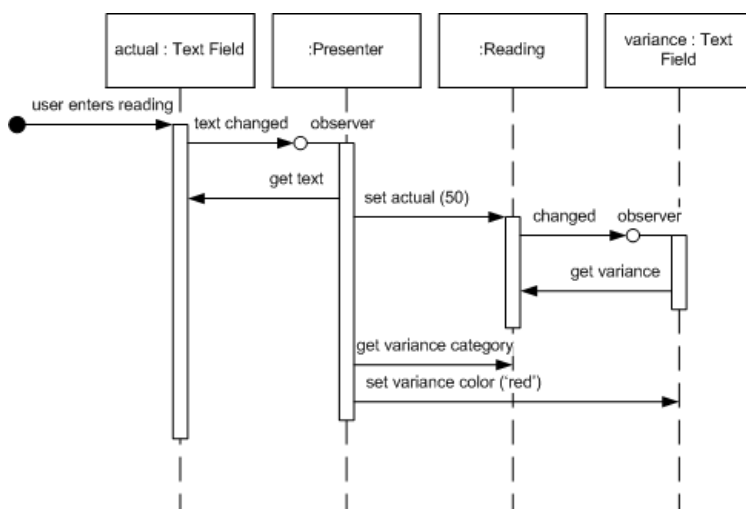 actual : Text Field
:Presenter
:Reading
variance : Text
Field
user enters reading
text changed
observer
get text
set actual (50)
changed
observer
get variance
get variance category
set variance color (‘red’)